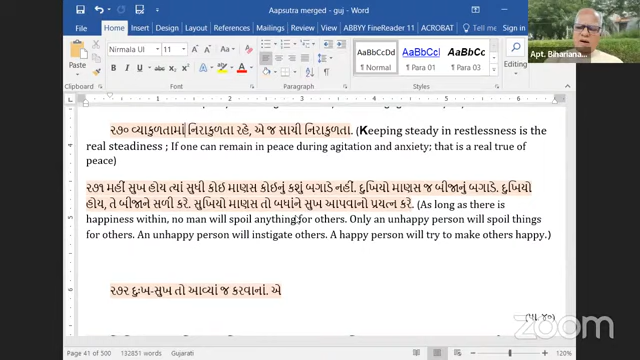 Aapsutra merged - guj - Word
File Home Insert Draw Design Layout References Mailings Review View ABBYY FineReader 11 ACROBAT Tell me Share
Nirmala UI 11
Paste
AaBbCcDd AaBbCcI AaBbCc
¶ Normal ¶ Para 01 ¶ Para 03
Editing
Clipboard Font Paragraph Styles
Apt. Bihariana...
૨૭૦ વ્યાકુળતામાં નિરાકુળતા રહે, એ જ સાચી નિરાકુળતા. (Keeping steady in restlessness is the
real steadiness ; If one can remain in peace during agitation and anxiety; that is a real true of
peace)
૨૭૧ મહીં સુખ હોય ત્યાં સુધી કોઇ માણસ કોઇનું કશું બગાડે નહીં. દુખિયો માણસ જ બીજાનું બગાડે. દુખિયો
હોય, તે બીજાને સળી કરે. સુખિયો માણસ તો બધાંને સુખ આપવાનો પ્રયત્ન કરે. (As long as there is
happiness within, no man will spoil anything for others. Only an unhappy person will spoil things
for others. An unhappy person will instigate others. A happy person will try to make others happy.)
૨૭૨ દુઃખ-સુખ તો આવ્યાં જ કરવાનાં. એ
zoom
Page 41 of 500 132851 words Gujarati 120%